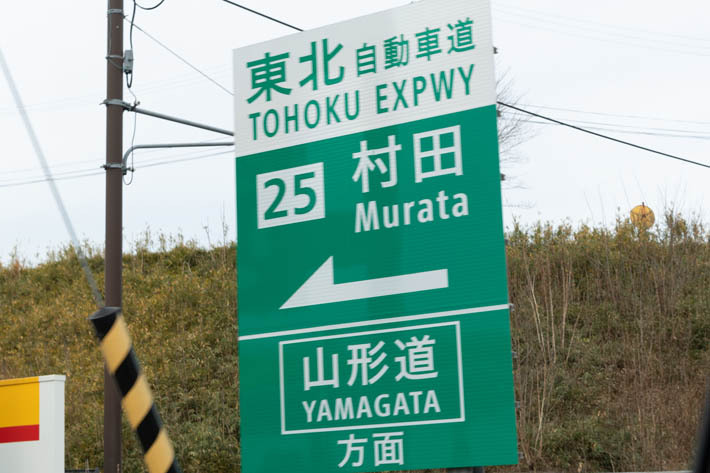 東北自動車道
TOHOKU EXPWY
25 村田
Murata
山形道
YAMAGATA
方面